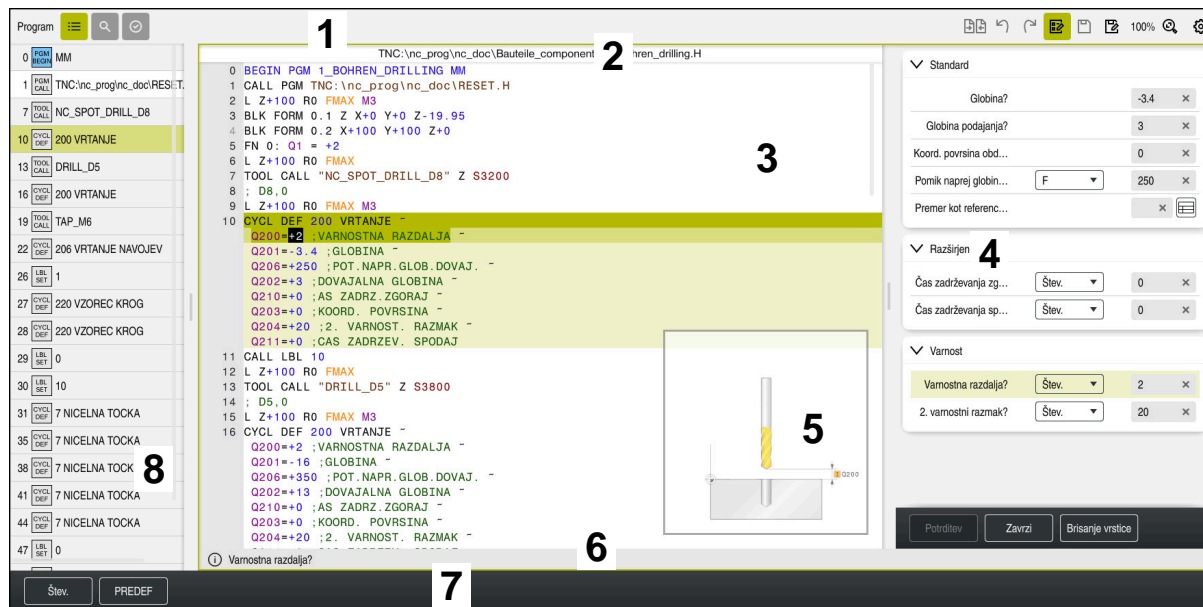 Program 100%
1 2 3 4 5 6 7 8
0 PGM BEGIN MM
1 PGM CALL TNC:\nc_prog\nc_doc\RESET.
7 TOOL CALL NC_SPOT_DRILL_D8
10 CYCL DEF 200 VRTANJE
13 TOOL CALL DRILL_D5
16 CYCL DEF 200 VRTANJE
19 TOOL CALL TAP_M6
22 CYCL DEF 206 VRTANJE NAVOJEV
26 LBL SET 1
27 CYCL DEF 220 VZOREC KROG
28 CYCL DEF 220 VZOREC KROG
29 LBL SET 0
30 LBL SET 10
31 CYCL DEF 7 NICELNA TOCKA
35 CYCL DEF 7 NICELNA TOCKA
38 CYCL DEF 7 NICELNA TOCKA
41 CYCL DEF 7 NICELNA TOCKA
44 CYCL DEF 7 NICELNA TOCKA
47 LBL SET 0
TNC:\nc_prog\nc_doc\Bauteile_component hren_drilling.H
0 BEGIN PGM 1_BOHREN_DRILLING MM
1 CALL PGM TNC:\nc_prog\nc_doc\RESET.H
2 L Z+100 R0 FMAX M3
3 BLK FORM 0.1 Z X+0 Y+0 Z-19.95
4 BLK FORM 0.2 X+100 Y+100 Z+0
5 FN 0: Q1 = +2
6 L Z+100 R0 FMAX
7 TOOL CALL "NC_SPOT_DRILL_D8" Z S3200
8 ; D8,0
9 L Z+100 R0 FMAX M3
10 CYCL DEF 200 VRTANJE ~
Q200=+2 ;VARNOSTNA RAZDALJA ~
Q201=-3.4 ;GLOBINA ~
Q206=+250 ;POT.NAPR.GLOB.DOVAJ. ~
Q202=+3 ;DOVAJALNA GLOBINA ~
Q210=+0 ;AS ZADRZ.ZGORAJ ~
Q203=+0 ;KOORD. POVRSINA ~
Q204=+20 ;2. VARNOST. RAZMAK ~
Q211=+0 ;CAS ZADRZEV. SPODAJ
11 CALL LBL 10
12 L Z+100 R0 FMAX
13 TOOL CALL "DRILL_D5" Z S3800
14 ; D5,0
15 L Z+100 R0 FMAX M3
16 CYCL DEF 200 VRTANJE ~
Q200=+2 ;VARNOSTNA RAZDALJA ~
Q201=-16 ;GLOBINA ~
Q206=+350 ;POT.NAPR.GLOB.DOVAJ. ~
Q202=+13 ;DOVAJALNA GLOBINA ~
Q210=+0 ;AS ZADRZ.ZGORAJ ~
Q203=+0 ;KOORD. POVRSINA ~
Q204=+20 ;2. VARNOST. RAZMAK ~
Q200
Varnostna razdalja?
Standard
Globina? -3.4
Globina podajanja? 3
Koord. povrsina obd... 0
Pomik naprej globin... F 250
Premer kot referenc...
Razširjen
Čas zadrževanja zg... Štev. 0
Čas zadrževanja sp... Štev. 0
Varnost
Varnostna razdalja? Štev. 2
2. varnostni razmak? Štev. 20
Potrditev Zavrzi Brisanje vrstice
Štev. PREDEF